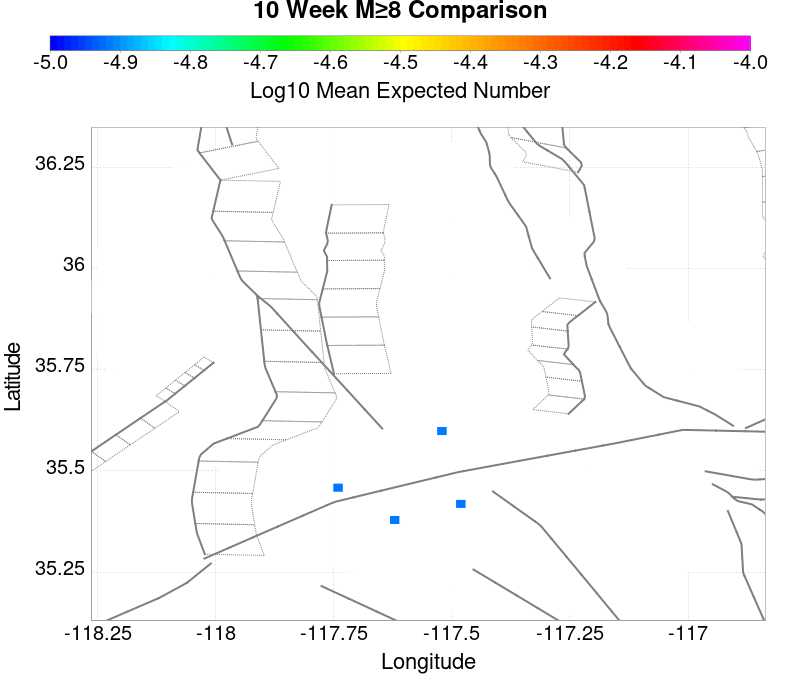 10 Week M≥8 Comparison
-5.0 -4.9 -4.8 -4.7 -4.6 -4.5 -4.4 -4.3 -4.2 -4.1 -4.0
Log10 Mean Expected Number
36.25
36
35.75
35.5
35.25
Latitude
-118.25 -118 -117.75 -117.5 -117.25 -117
Longitude